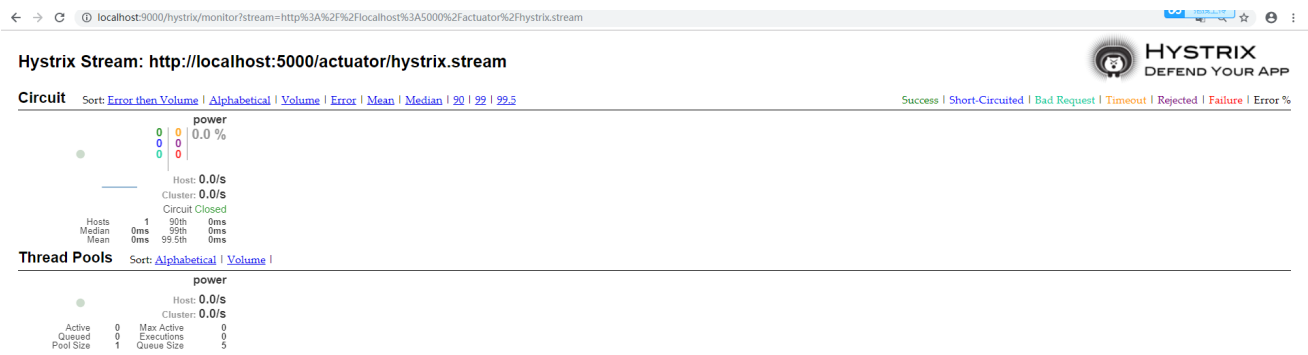 localhost:9000/hystrix/monitor?stream=http%3A%2F%2Flocalhost%3A5000%2Factuator%2Fhystrix.stream
Hystrix Stream: http://localhost:5000/actuator/hystrix.stream
HYSTRIX
DEFEND YOUR APP
Circuit Sort: Error then Volume | Alphabetical | Volume | Error | Mean | Median | 90 | 99 | 99.5
Success | Short-Circuited | Bad Request | Timeout | Rejected | Failure | Error %
power
0 | 0 | 0.0 %
0 | 0
0 | 0
Host: 0.0/s
Cluster: 0.0/s
Circuit Closed
Hosts 1 90th 0ms
Median 0ms 99th 0ms
Mean 0ms 99.5th 0ms
Thread Pools Sort: Alphabetical | Volume |
power
Host: 0.0/s
Cluster: 0.0/s
Active 0 Max Active 0
Queued 0 Executions 0
Pool Size 1 Queue Size 5